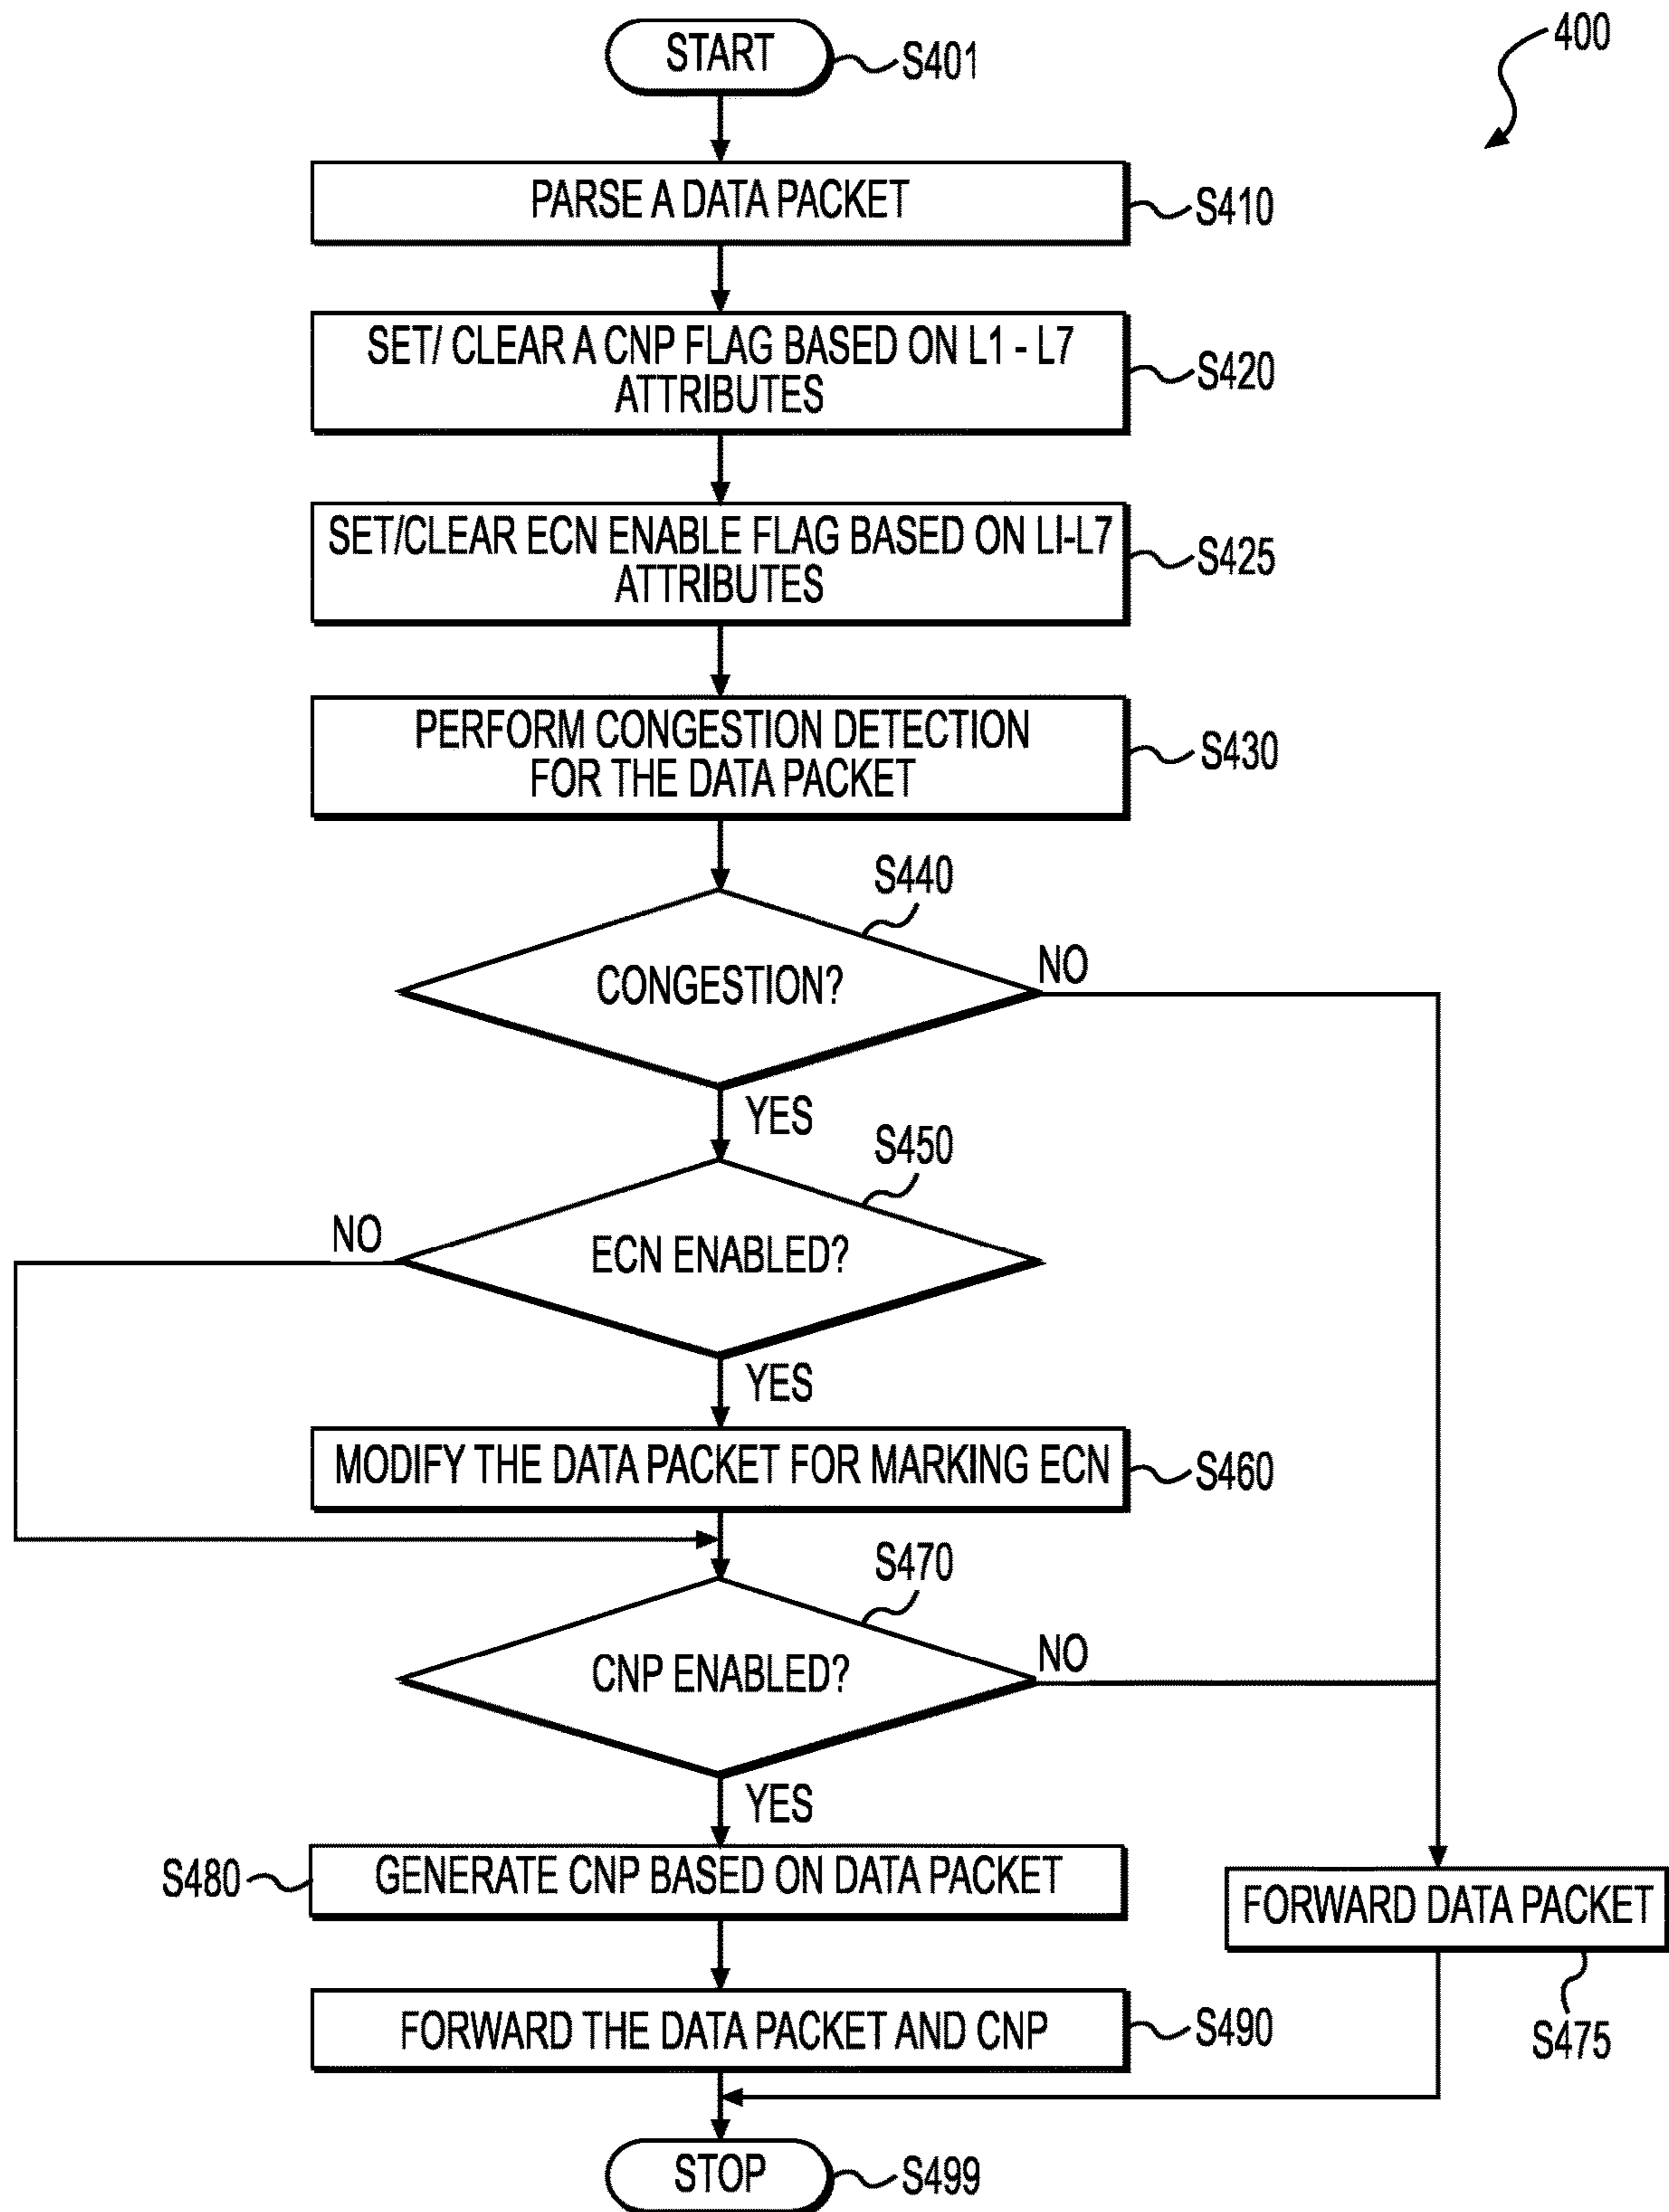 400
START
S401
PARSE A DATA PACKET
S410
SET/ CLEAR A CNP FLAG BASED ON L1 - L7
ATTRIBUTES
S420
SET/CLEAR ECN ENABLE FLAG BASED ON LI-L7
ATTRIBUTES
S425
PERFORM CONGESTION DETECTION
FOR THE DATA PACKET
S430
S440
CONGESTION?
NO
YES
S450
NO
ECN ENABLED?
YES
MODIFY THE DATA PACKET FOR MARKING ECN
S460
S470
CNP ENABLED?
NO
YES
S480
GENERATE CNP BASED ON DATA PACKET
FORWARD DATA PACKET
S475
FORWARD THE DATA PACKET AND CNP
S490
STOP
S499